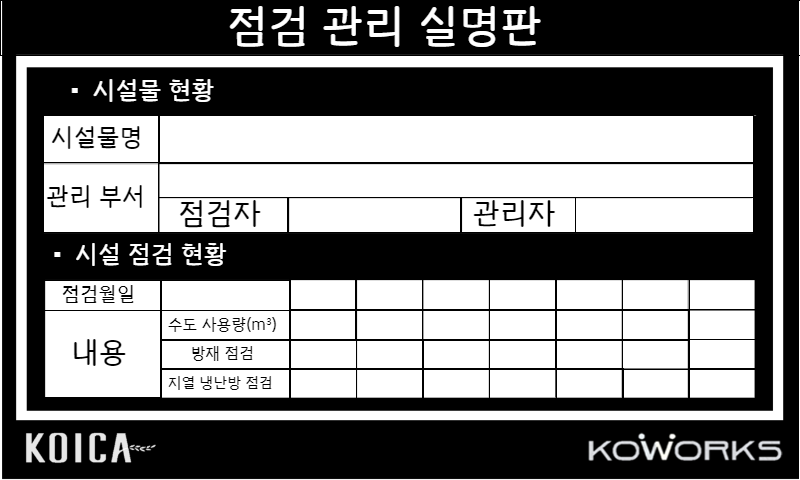 점검 관리 실명판
▪ 시설물 현황
시설물명
관리 부서
점검자 관리자
▪ 시설 점검 현황
점검월일
내용
수도 사용량(m³)
방재 점검
지열 냉난방 점검
KOICA KOWORKS